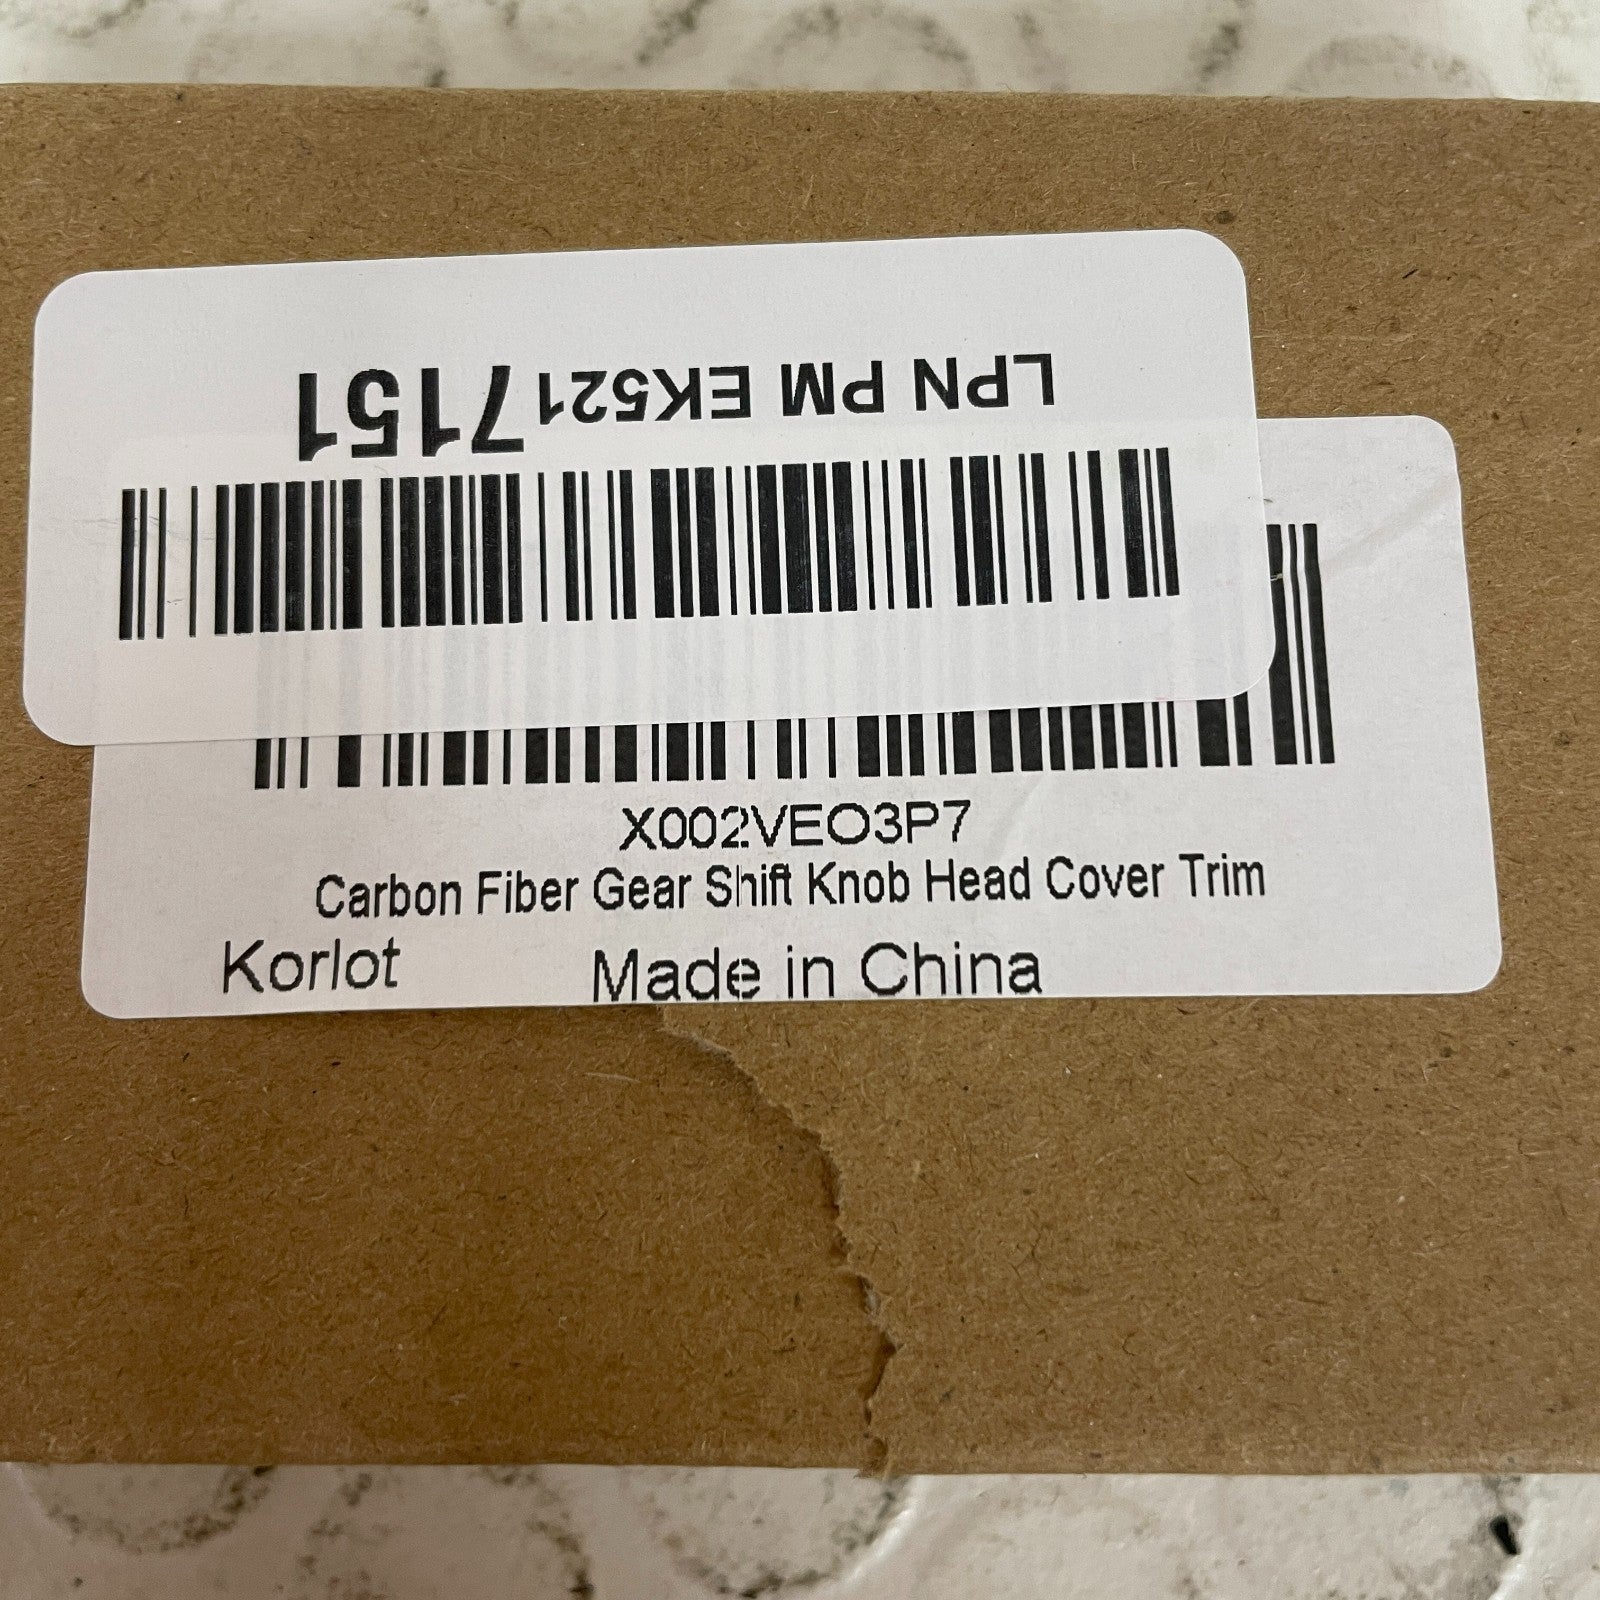 LPN PM EK5217151
X002VEO3P7
Carbon Fiber Gear Shift Knob Head Cover Trim
Korlot Made in China